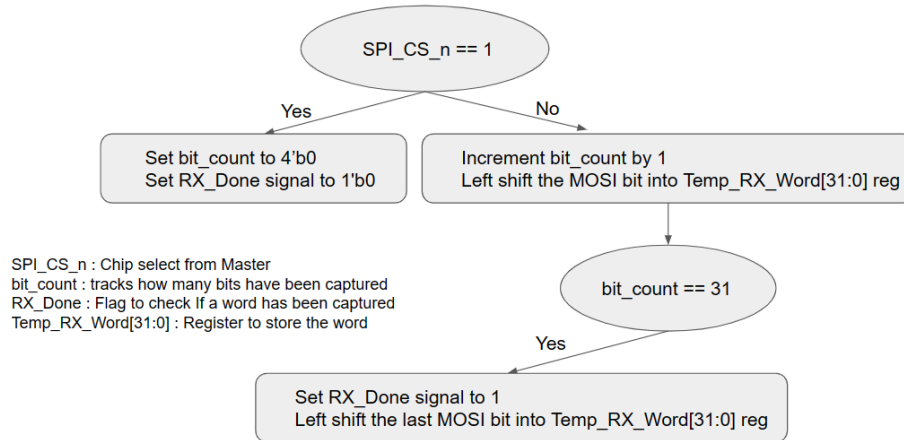 SPI_CS_n == 1
Yes
No
Set bit_count to 4'b0
Set RX_Done signal to 1'b0
Increment bit_count by 1
Left shift the MOSI bit into Temp_RX_Word[31:0] reg
SPI_CS_n : Chip select from Master
bit_count : tracks how many bits have been captured
RX_Done : Flag to check If a word has been captured
Temp_RX_Word[31:0] : Register to store the word
bit_count == 31
Yes
Set RX_Done signal to 1
Left shift the last MOSI bit into Temp_RX_Word[31:0] reg